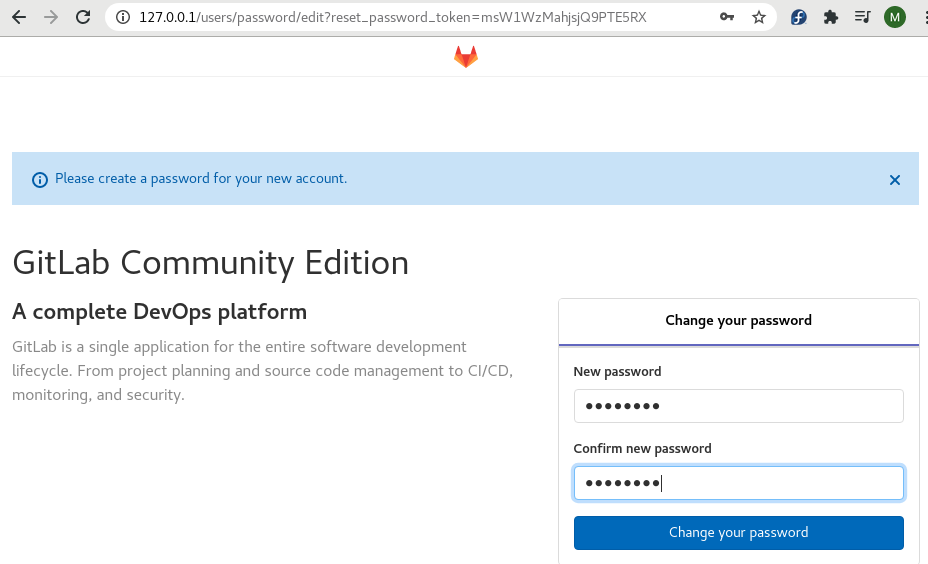 127.0.0.1/users/password/edit?reset_password_token=msW1WzMahjsjQ9PTE5RX
M
Please create a password for your new account.
GitLab Community Edition
A complete DevOps platform
GitLab is a single application for the entire software development
lifecycle. From project planning and source code management to CI/CD,
monitoring, and security.
Change your password
New password
••••••••
Confirm new password
••••••••
Change your password